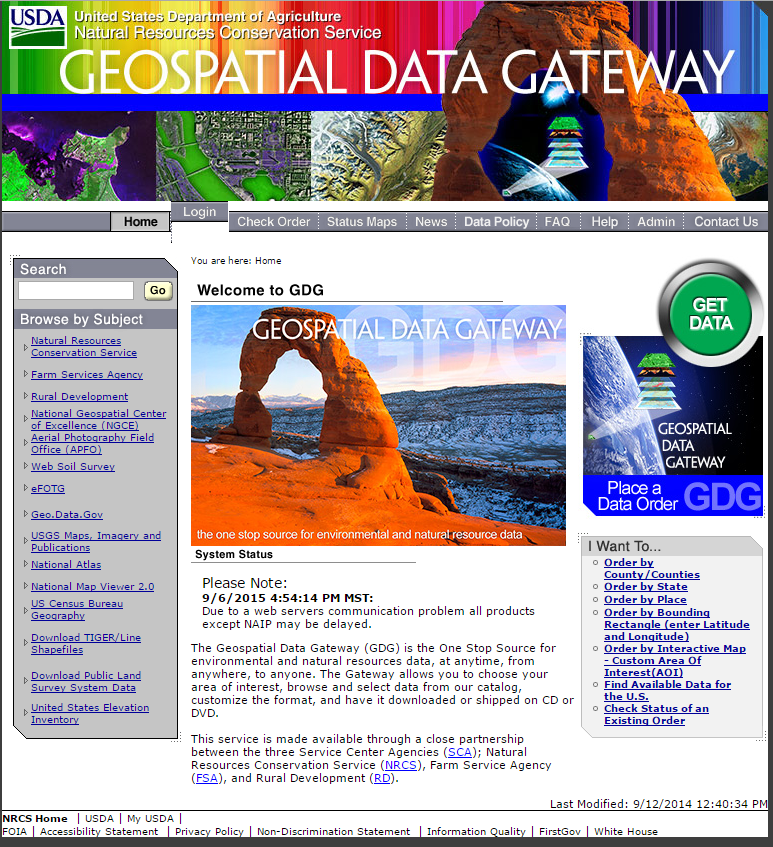 USDA
United States Department of Agriculture
Natural Resources Conservation Service
GEOSPATIAL DATA GATEWAY
Home
Login
Check Order
Status Maps
News
Data Policy
FAQ
Help
Admin
Contact Us
Search
Go
Browse by Subject
Natural Resources
Conservation Service
Farm Services Agency
Rural Development
National Geospatial Center
of Excellence (NGCE)
Aerial Photography Field
Office (APFO)
Web Soil Survey
eFOTG
Geo.Data.Gov
USGS Maps, Imagery and
Publications
National Atlas
National Map Viewer 2.0
US Census Bureau
Geography
Download TIGER/Line
Shapefiles
Download Public Land
Survey System Data
United States Elevation
Inventory
You are here: Home
Welcome to GDG
GDG
GEOSPATIAL DATA GATEWAY
the one stop source for environmental and natural resource data
System Status
Please Note:
9/6/2015 4:54:14 PM MST:
Due to a web servers communication problem all products
except NAIP may be delayed.
The Geospatial Data Gateway (GDG) is the One Stop Source for
environmental and natural resources data, at anytime, from
anywhere, to anyone. The Gateway allows you to choose your
area of interest, browse and select data from our catalog,
customize the format, and have it downloaded or shipped on CD or
DVD.
This service is made available through a close partnership
between the three Service Center Agencies (SCA); Natural
Resources Conservation Service (NRCS), Farm Service Agency
(FSA), and Rural Development (RD).
GET
DATA
GEOSPATIAL
DATA
GATEWAY
Place a
Data Order
GDG
I Want To...
Order by
County/Counties
Order by State
Order by Place
Order by Bounding
Rectangle (enter Latitude
and Longitude)
Order by Interactive Map
- Custom Area Of
Interest(AOI)
Find Available Data for
the U.S.
Check Status of an
Existing Order
Last Modified: 9/12/2014 12:40:34 PM
NRCS Home | USDA | My USDA |
FOIA | Accessibility Statement | Privacy Policy | Non-Discrimination Statement | Information Quality | FirstGov | White House